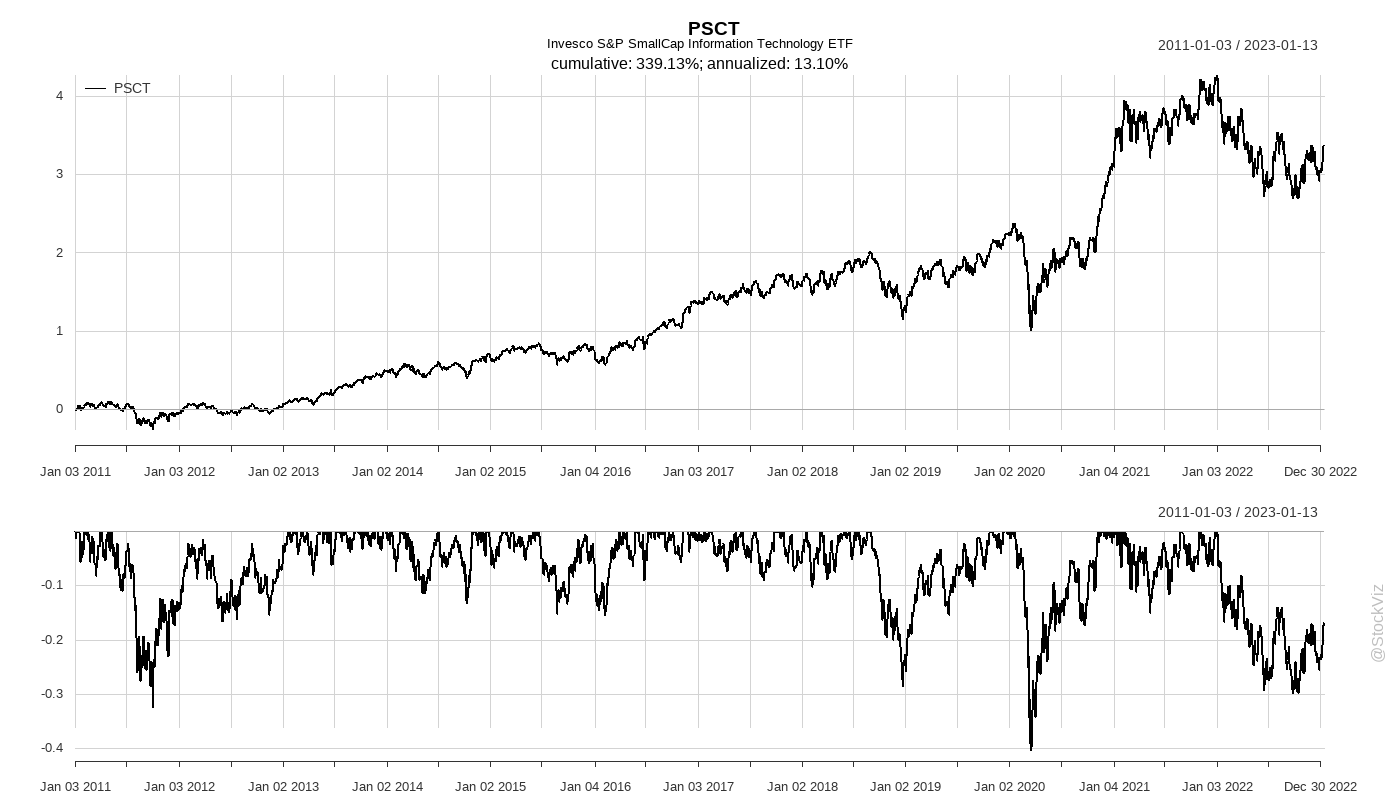 PSCT
Invesco S&P SmallCap Information Technology ETF
cumulative: 339.13%; annualized: 13.10%
2011-01-03 / 2023-01-13
PSCT
4
3
2
1
0
Jan 03 2011 Jan 03 2012 Jan 02 2013 Jan 02 2014 Jan 02 2015 Jan 04 2016 Jan 03 2017 Jan 02 2018 Jan 02 2019 Jan 02 2020 Jan 04 2021 Jan 03 2022 Dec 30 2022
2011-01-03 / 2023-01-13
-0.1
-0.2
-0.3
-0.4
Jan 03 2011 Jan 03 2012 Jan 02 2013 Jan 02 2014 Jan 02 2015 Jan 04 2016 Jan 03 2017 Jan 02 2018 Jan 02 2019 Jan 02 2020 Jan 04 2021 Jan 03 2022 Dec 30 2022
@StockViz